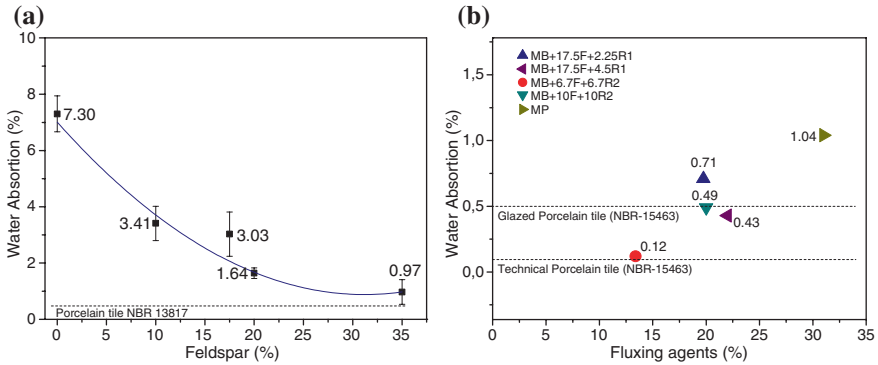 (a)
10
8
6
4
2
0
Water Absortion (%)
7.30
3.41
3.03
1.64
0.97
Porcelain tile NBR 13817
0 5 10 15 20 25 30 35
Feldspar (%)
(b)
1,5
1,0
0,5
0,0
Water Absortion (%)
MB+17.5F+2.25R1
MB+17.5F+4.5R1
MB+6.7F+6.7R2
MB+10F+10R2
MP
1.04
0.71
0.49
Glazed Porcelain tile (NBR-15463)
0.43
0.12
Technical Porcelain tile (NBR-15463)
0 5 10 15 20 25 30 35
Fluxing agents (%)